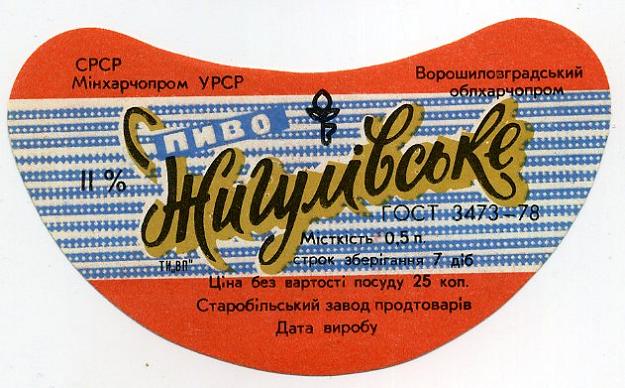 СРСР
Мінхарчопром УРСР
Ворошиловградський
облхарчопром
ПИВО
Жигулівське
11 %
ГОСТ 3473-78
Місткість 0,5 л.
строк зберігання 7 діб
ТИ„ВП"
Ціна без вартості посуду 25 коп.
Старобільський завод продтоварів
Дата виробу